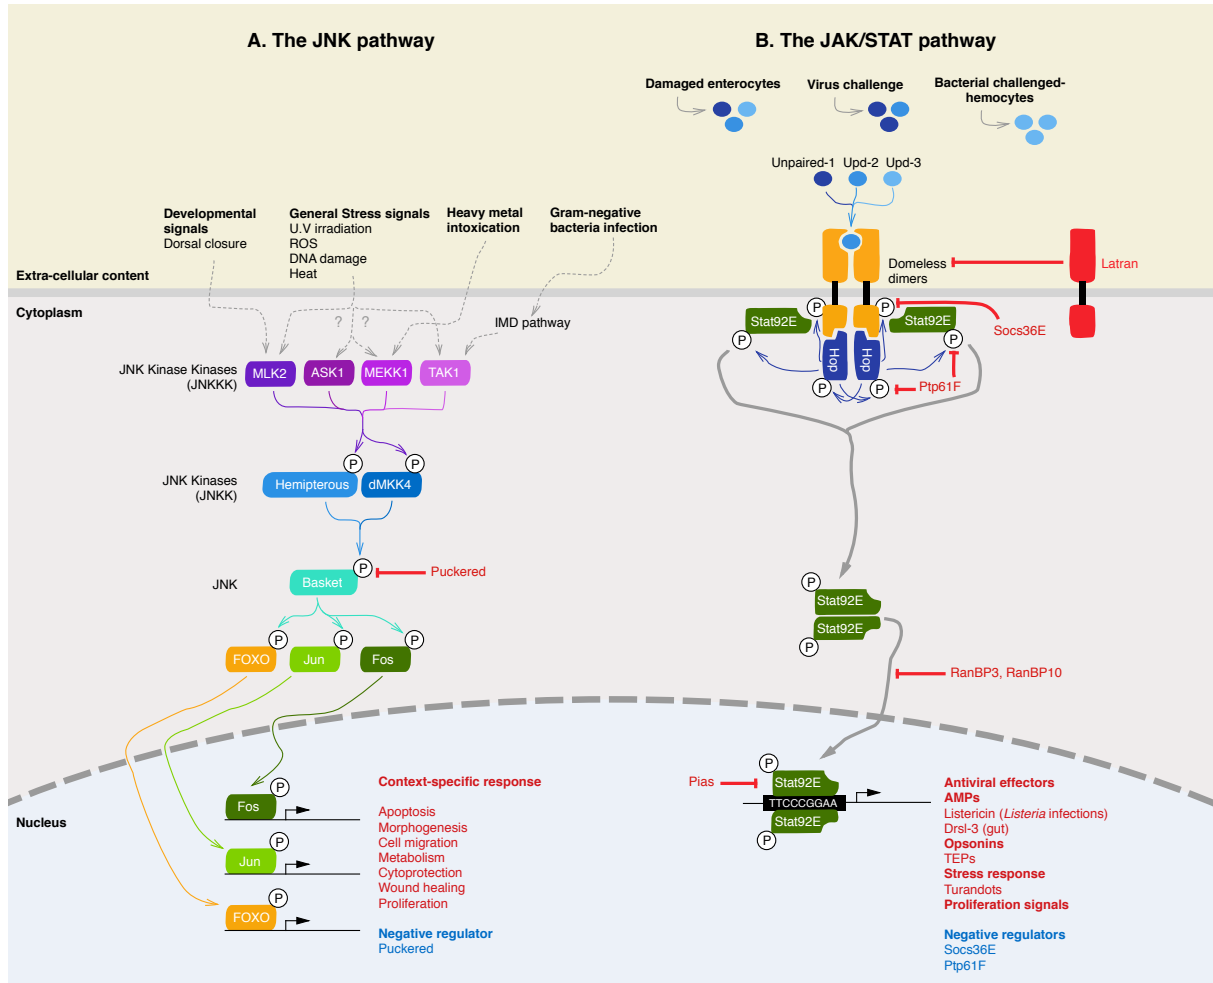 A. The JNK pathway
Developmental
signals
Dorsal closure
General Stress signals
U.V irradiation
ROS
DNA damage
Heat
Heavy metal
intoxication
Gram-negative
bacteria infection
Extra-cellular content
Cytoplasm
? ?
IMD pathway
JNK Kinase Kinases
(JNKKK)
MLK2 ASK1 MEKK1 TAK1
P P
JNK Kinases
(JNKK)
Hemipterous dMKK4
P
JNK
Basket
Puckered
P P P
FOXO Jun Fos
Nucleus
P
Fos
P
Jun
P
FOXO
Context-specific response
Apoptosis
Morphogenesis
Cell migration
Metabolism
Cytoprotection
Wound healing
Proliferation
Negative regulator
Puckered
B. The JAK/STAT pathway
Damaged enterocytes
Virus challenge
Bacterial challenged-
hemocytes
Unpaired-1 Upd-2 Upd-3
Domeless
dimers
Latran
P P
Stat92E Stat92E
Socs36E
P P
Hop Hop
P P
Ptp61F
P
Stat92E
Stat92E
P
RanBP3, RanBP10
Pias
P
Stat92E
TTCCCGGAA
Stat92E
P
Antiviral effectors
AMPs
Listericin (Listeria infections)
Drsl-3 (gut)
Opsonins
TEPs
Stress response
Turandots
Proliferation signals
Negative regulators
Socs36E
Ptp61F